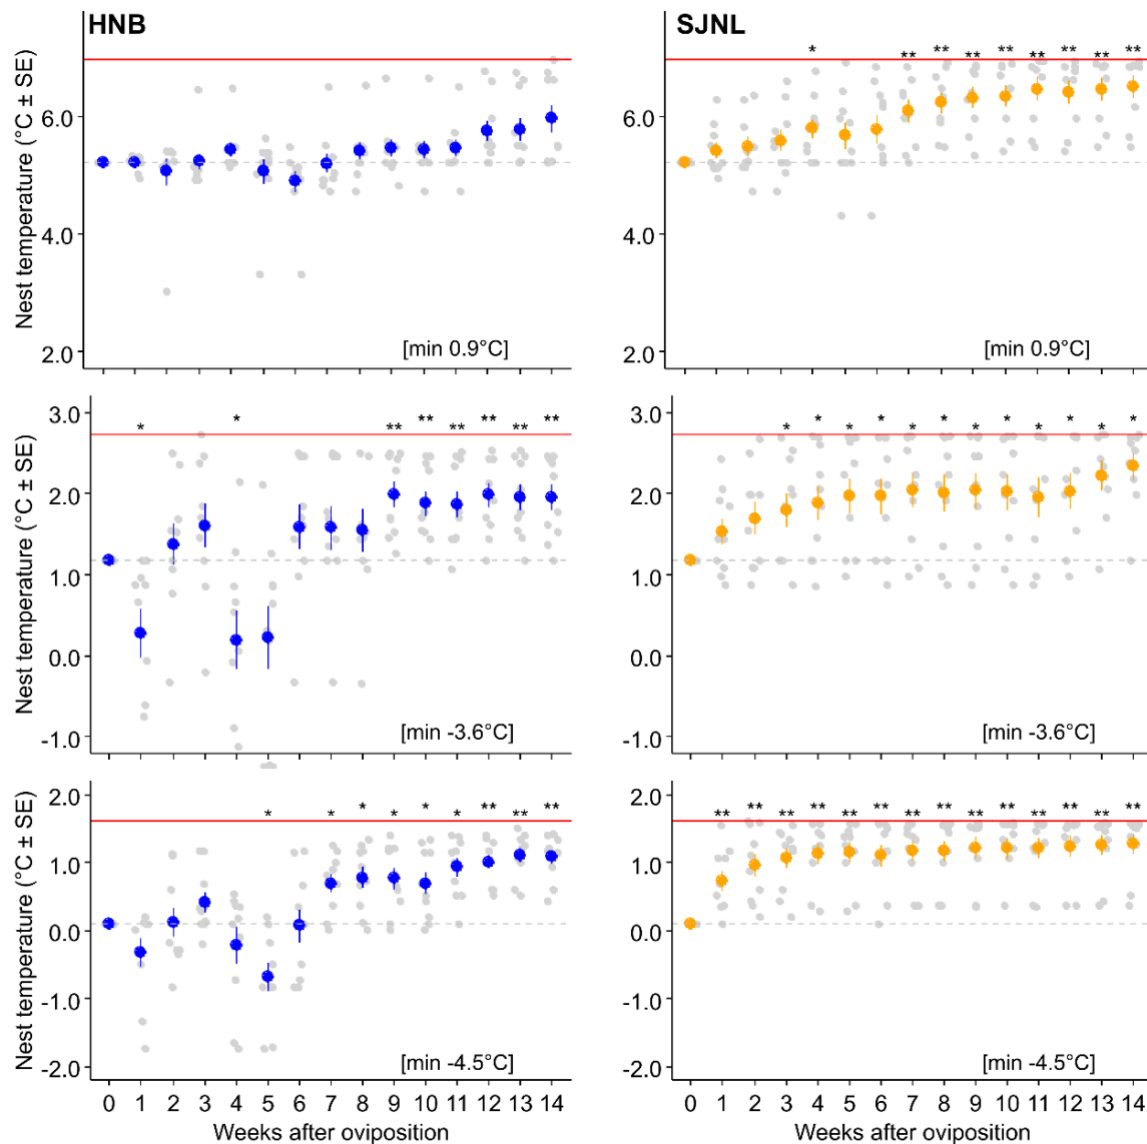 HNB
SJNL
* ** ** ** ** ** ** ** **
Nest temperature (°C ± SE)
6.0
4.0
2.0
[min 0.9°C]
6.0
4.0
2.0
[min 0.9°C]
Nest temperature (°C ± SE)
3.0
2.0
1.0
0.0
-1.0
* * ** ** ** ** ** **
[min -3.6°C]
3.0
2.0
1.0
0.0
-1.0
* * * * * * * * * * * *
[min -3.6°C]
Nest temperature (°C ± SE)
2.0
1.0
0.0
-1.0
-2.0
* * * * * * ** ** **
[min -4.5°C]
0 1 2 3 4 5 6 7 8 9 10 11 12 13 14
Weeks after oviposition
2.0
1.0
0.0
-1.0
-2.0
** ** ** ** ** ** ** ** ** ** ** ** ** **
[min -4.5°C]
0 1 2 3 4 5 6 7 8 9 10 11 12 13 14
Weeks after oviposition